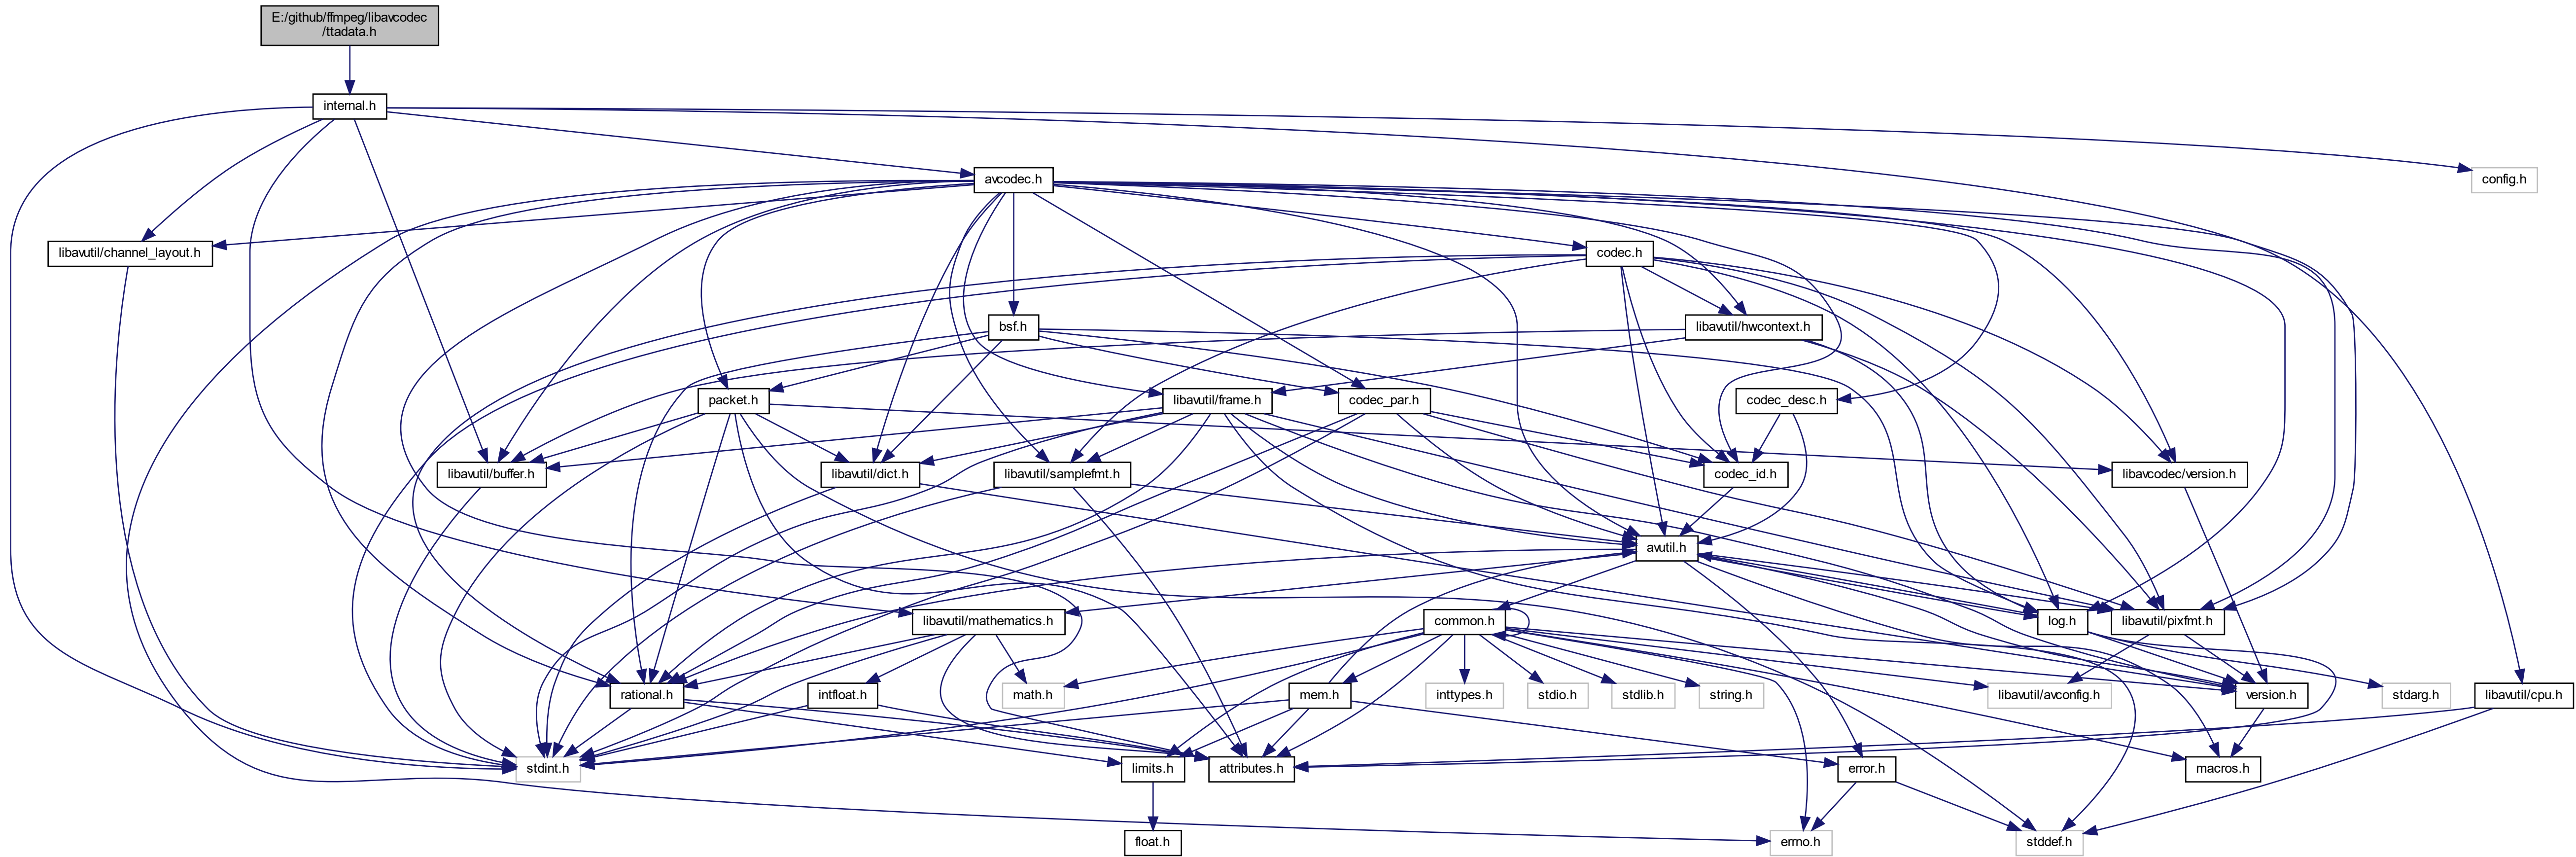 E:/github/ffmpeg/libavcodec
/ttadata.h
internal.h
avcodec.h
config.h
libavutil/channel_layout.h
codec.h
bsf.h
libavutil/hwcontext.h
packet.h
libavutil/frame.h
codec_par.h
codec_desc.h
libavutil/buffer.h
libavutil/dict.h
libavutil/samplefmt.h
codec_id.h
libavcodec/version.h
avutil.h
libavutil/mathematics.h
common.h
log.h
libavutil/pixfmt.h
rational.h
intfloat.h
math.h
mem.h
inttypes.h
stdio.h
stdlib.h
string.h
libavutil/avconfig.h
version.h
stdarg.h
libavutil/cpu.h
stdint.h
limits.h
attributes.h
error.h
macros.h
float.h
errno.h
stddef.h